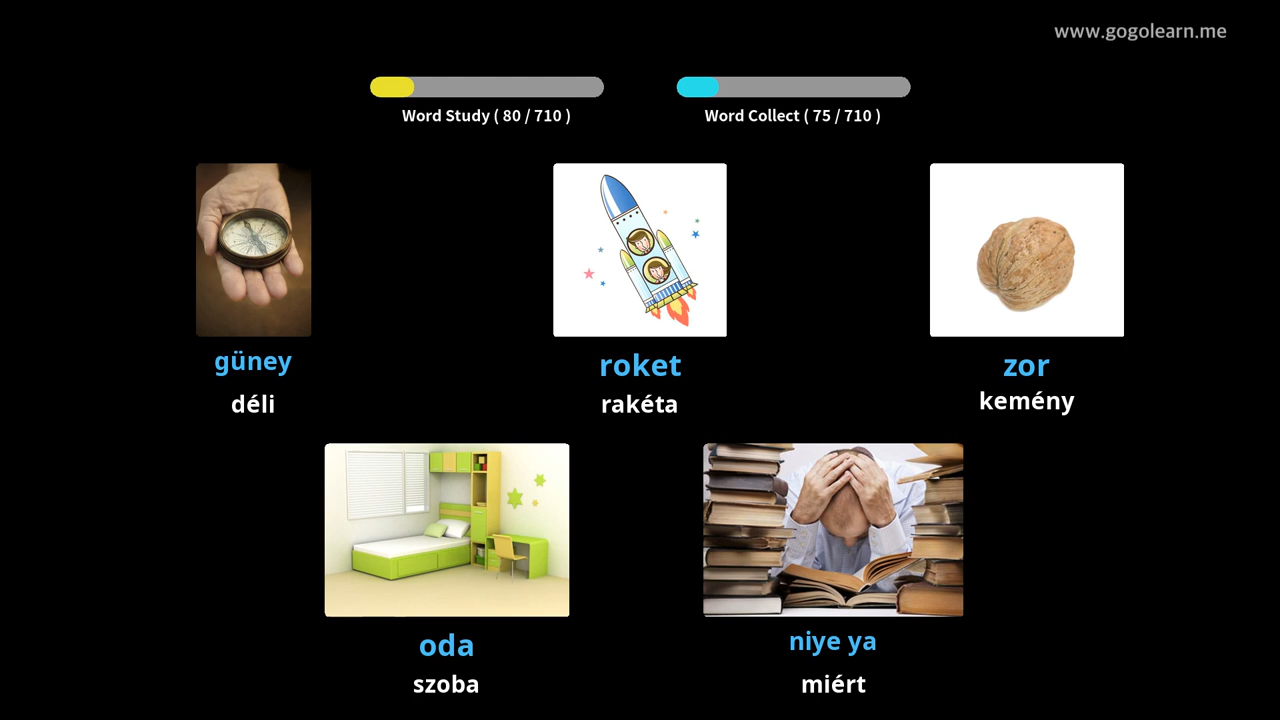 www.gogolearn.me
Word Study ( 80 / 710 )
Word Collect ( 75 / 710 )
güney
roket
zor
déli
rakéta
kemény
oda
niye ya
szoba
miért